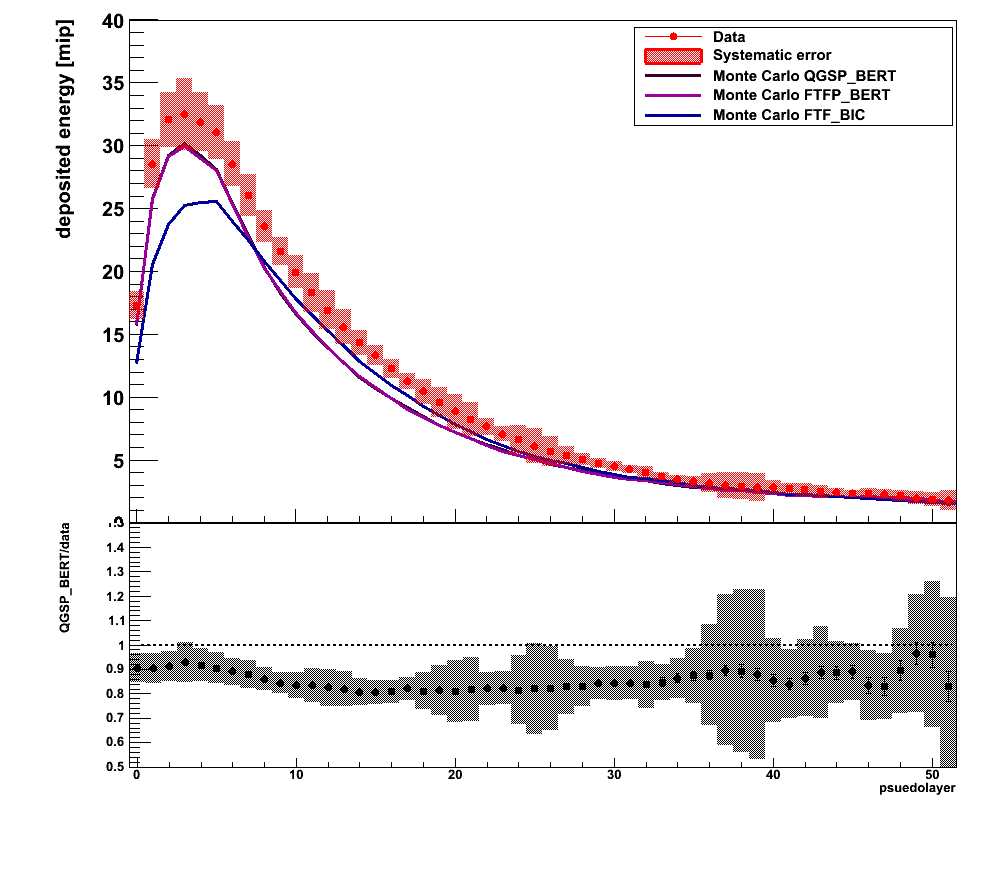 40
deposited energy [mip]
Data
Systematic error
Monte Carlo QGSP_BERT
Monte Carlo FTFP_BERT
Monte Carlo FTF_BIC
35
30
25
20
15
10
5
QGSP_BERT/data
1.4
1.3
1.2
1.1
1
0.9
0.8
0.7
0.6
0.5
0 10 20 30 40 50
psuedolayer